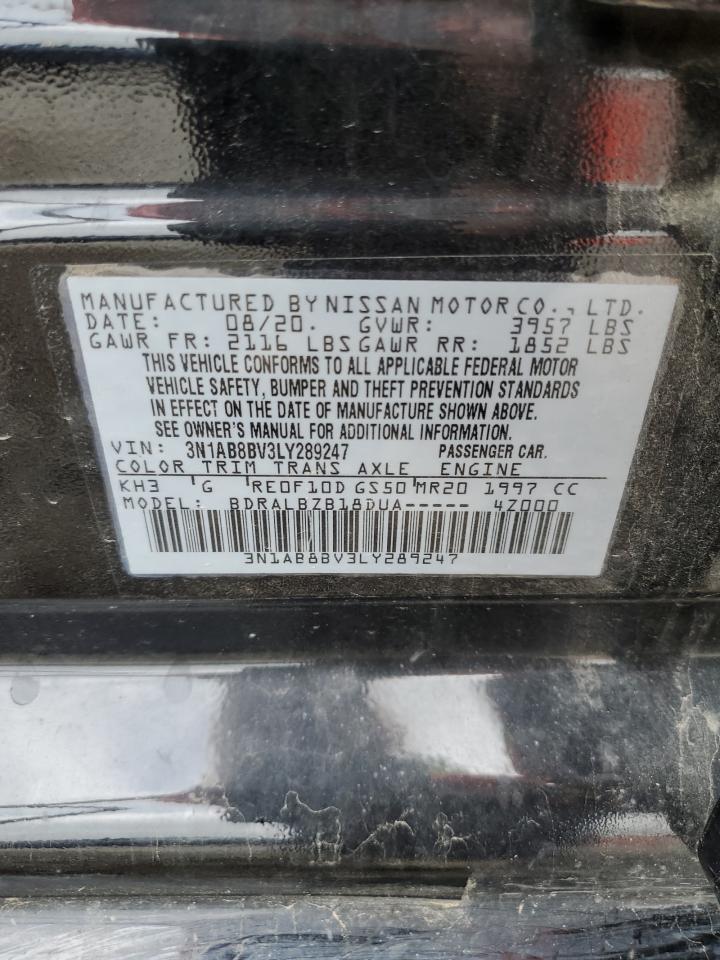 MANUFACTURED BY NISSAN MOTOR CO., LTD.
DATE: 08/20. GVWR: 3957 LBS
GAWR FR: 2116 LBS GAWR RR: 1852 LBS
THIS VEHICLE CONFORMS TO ALL APPLICABLE FEDERAL MOTOR
VEHICLE SAFETY, BUMPER AND THEFT PREVENTION STANDARDS
IN EFFECT ON THE DATE OF MANUFACTURE SHOWN ABOVE.
SEE OWNER'S MANUAL FOR ADDITIONAL INFORMATION.
VIN: 3N1AB8BV3LY289247 PASSENGER CAR.
COLOR TRIM TRANS AXLE ENGINE
KH3 G RE0F10D GS50 MR20 1997 CC
MODEL: BDRALBZB18DUA----- 4Z000
3N1AB8BV3LY289247